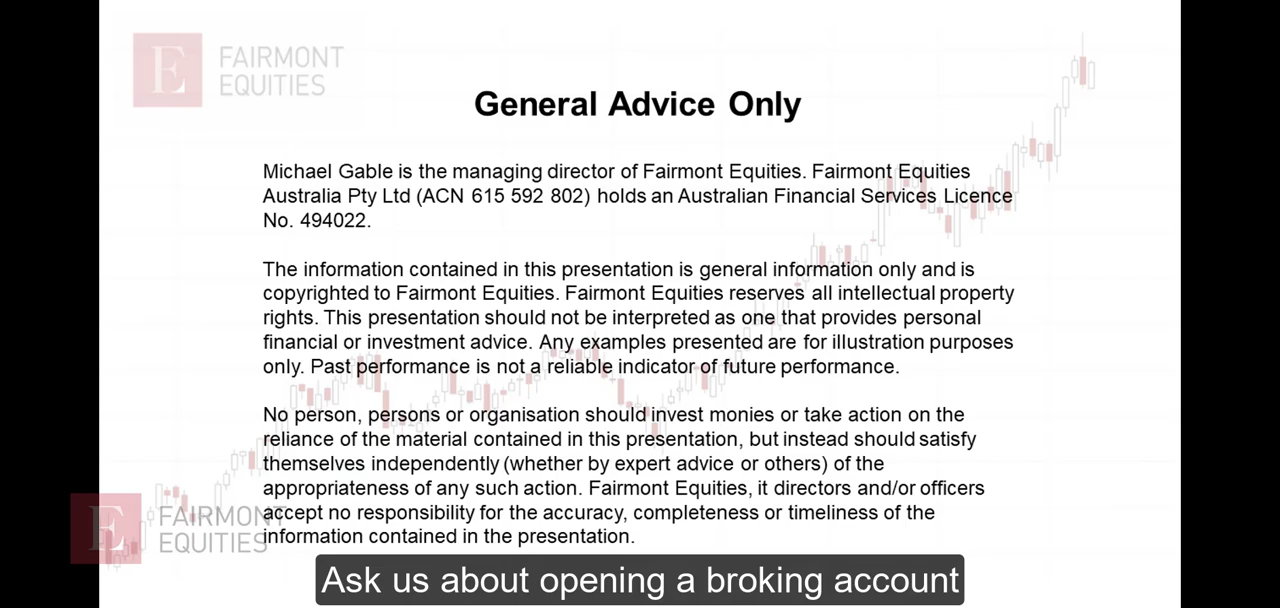 FAIRMONT
EQUITIES
General Advice Only
Michael Gable is the managing director of Fairmont Equities. Fairmont Equities
Australia Pty Ltd (ACN 615 592 802) holds an Australian Financial Services Licence
No. 494022.
The information contained in this presentation is general information only and is
copyrighted to Fairmont Equities. Fairmont Equities reserves all intellectual property
rights. This presentation should not be interpreted as one that provides personal
financial or investment advice. Any examples presented are for illustration purposes
only. Past performance is not a reliable indicator of future performance.
No person, persons or organisation should invest monies or take action on the
reliance of the material contained in this presentation, but instead should satisfy
themselves independently (whether by expert advice or others) of the
appropriateness of any such action. Fairmont Equities, it directors and/or officers
accept no responsibility for the accuracy, completeness or timeliness of the
information contained in the presentation.
E FAIRMONT
EQUITIES
Ask us about opening a broking account